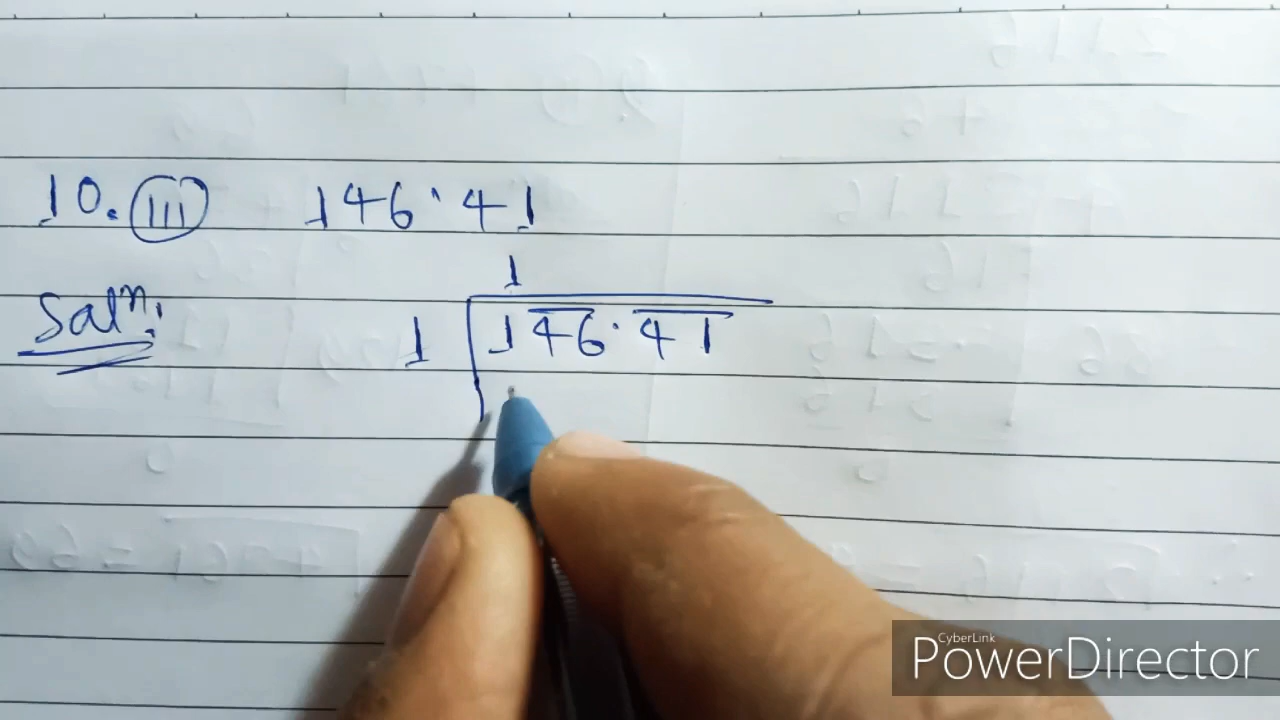 10. (III) 146.41
1
Solⁿ. 1 146.41
CyberLink
PowerDirector